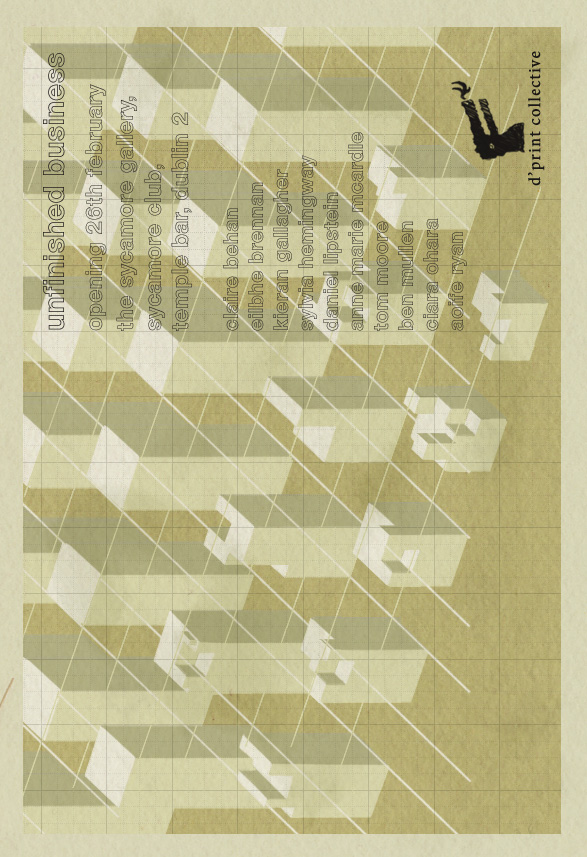 unfinished business
opening 26th february
the sycamore gallery,
sycamore club,
temple bar, dublin 2
claire behan
eilbhe brennan
kieran gallagher
sylvia hemingway
daniel lipstein
anne marie mcardle
tom moore
ben mullen
ciara ohara
aoife ryan
d'print collective